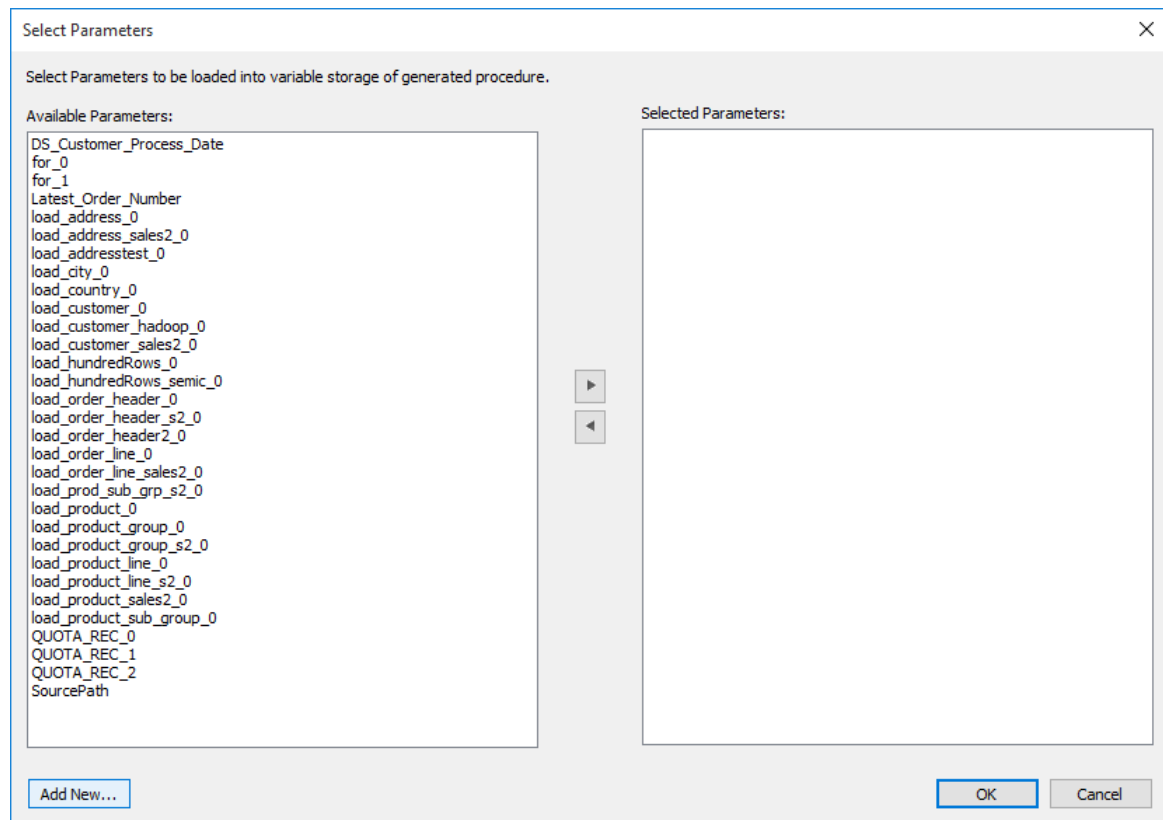 Select Parameters
Select Parameters to be loaded into variable storage of generated procedure.
Available Parameters:
DS_Customer_Process_Date
for_0
for_1
Latest_Order_Number
load_address_0
load_address_sales2_0
load_addresstest_0
load_city_0
load_country_0
load_customer_0
load_customer_hadoop_0
load_customer_sales2_0
load_hundredRows_0
load_hundredRows_semic_0
load_order_header_0
load_order_header_s2_0
load_order_header2_0
load_order_line_0
load_order_line_sales2_0
load_prod_sub_grp_s2_0
load_product_0
load_product_group_0
load_product_group_s2_0
load_product_line_0
load_product_line_s2_0
load_product_sales2_0
load_product_sub_group_0
QUOTA_REC_0
QUOTA_REC_1
QUOTA_REC_2
SourcePath
Selected Parameters:
Add New...
OK
Cancel